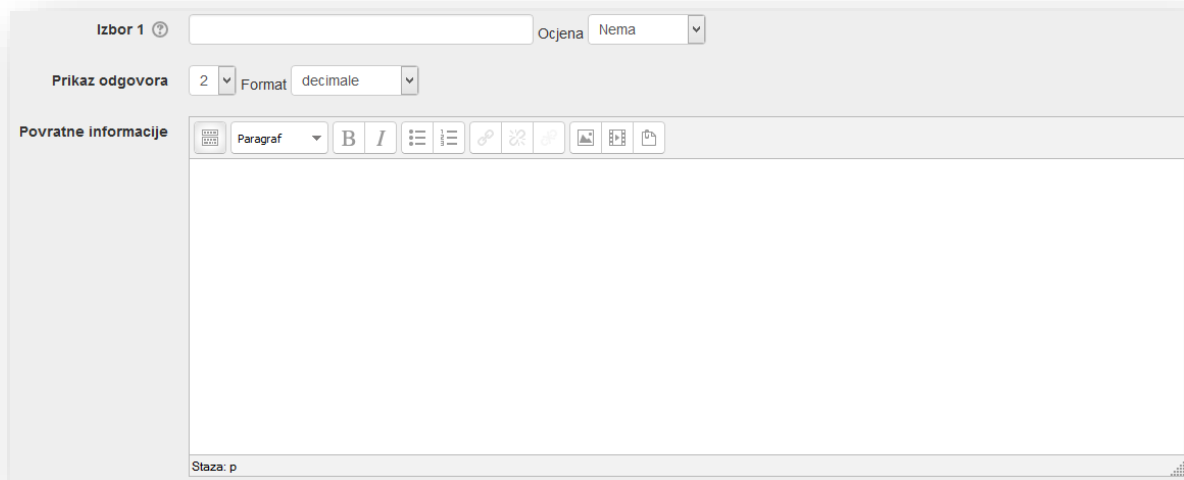 Izbor 1 Ocjena Nema
Prikaz odgovora 2 Format decimale
Povratne informacije Paragraf B I
Staza: p